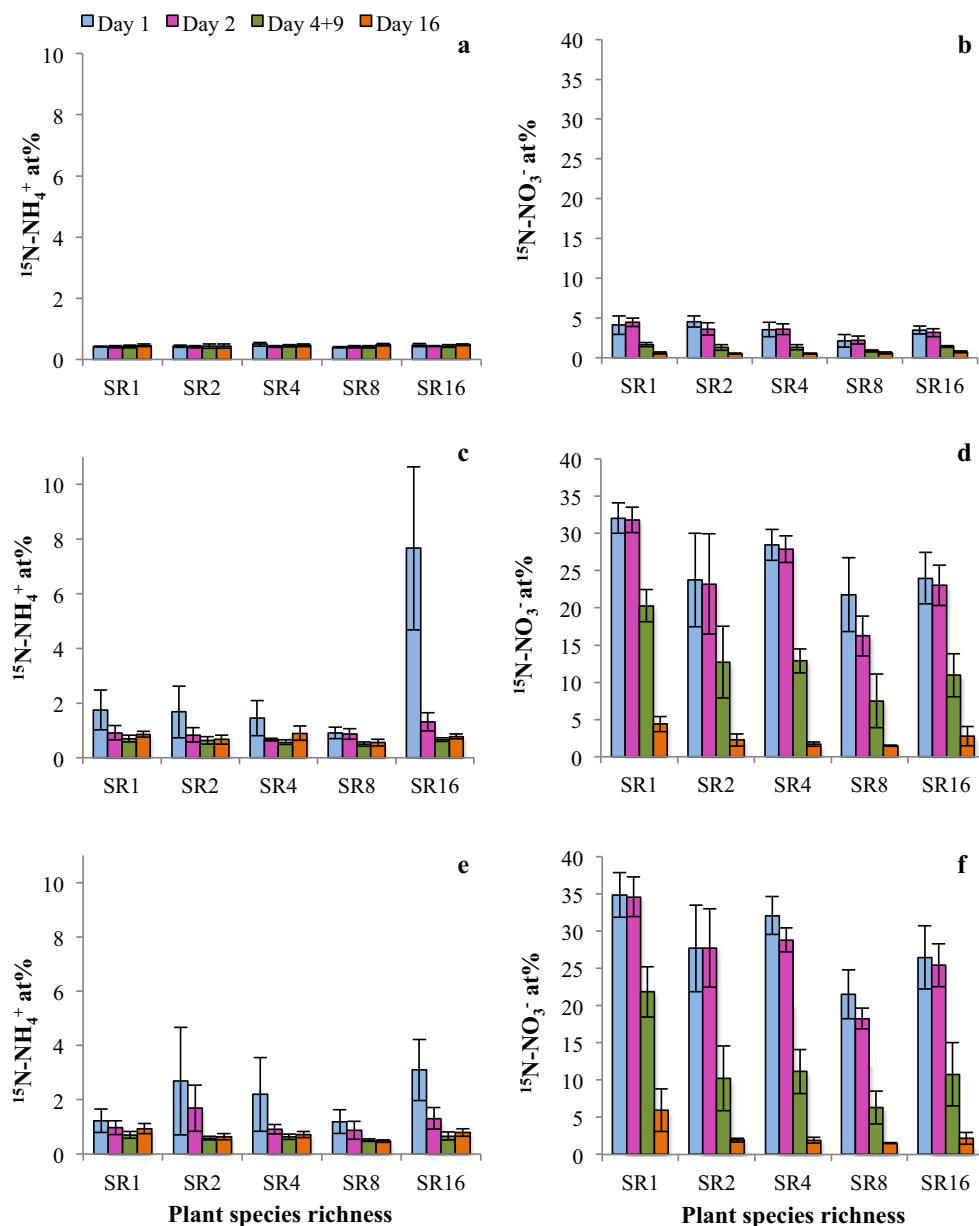 Day 1 Day 2 Day 4+9 Day 16
a
10
8
6
4
2
0
¹⁵N-NH₄⁺ at%
SR1 SR2 SR4 SR8 SR16
b
40
35
30
25
20
15
10
5
0
¹⁵N-NO₃⁻ at%
SR1 SR2 SR4 SR8 SR16
c
10
8
6
4
2
0
¹⁵N-NH₄⁺ at%
SR1 SR2 SR4 SR8 SR16
d
40
35
30
25
20
15
10
5
0
¹⁵N-NO₃⁻ at%
SR1 SR2 SR4 SR8 SR16
e
10
8
6
4
2
0
¹⁵N-NH₄⁺ at%
SR1 SR2 SR4 SR8 SR16
Plant species richness
f
40
35
30
25
20
15
10
5
0
¹⁵N-NO₃⁻ at%
SR1 SR2 SR4 SR8 SR16
Plant species richness